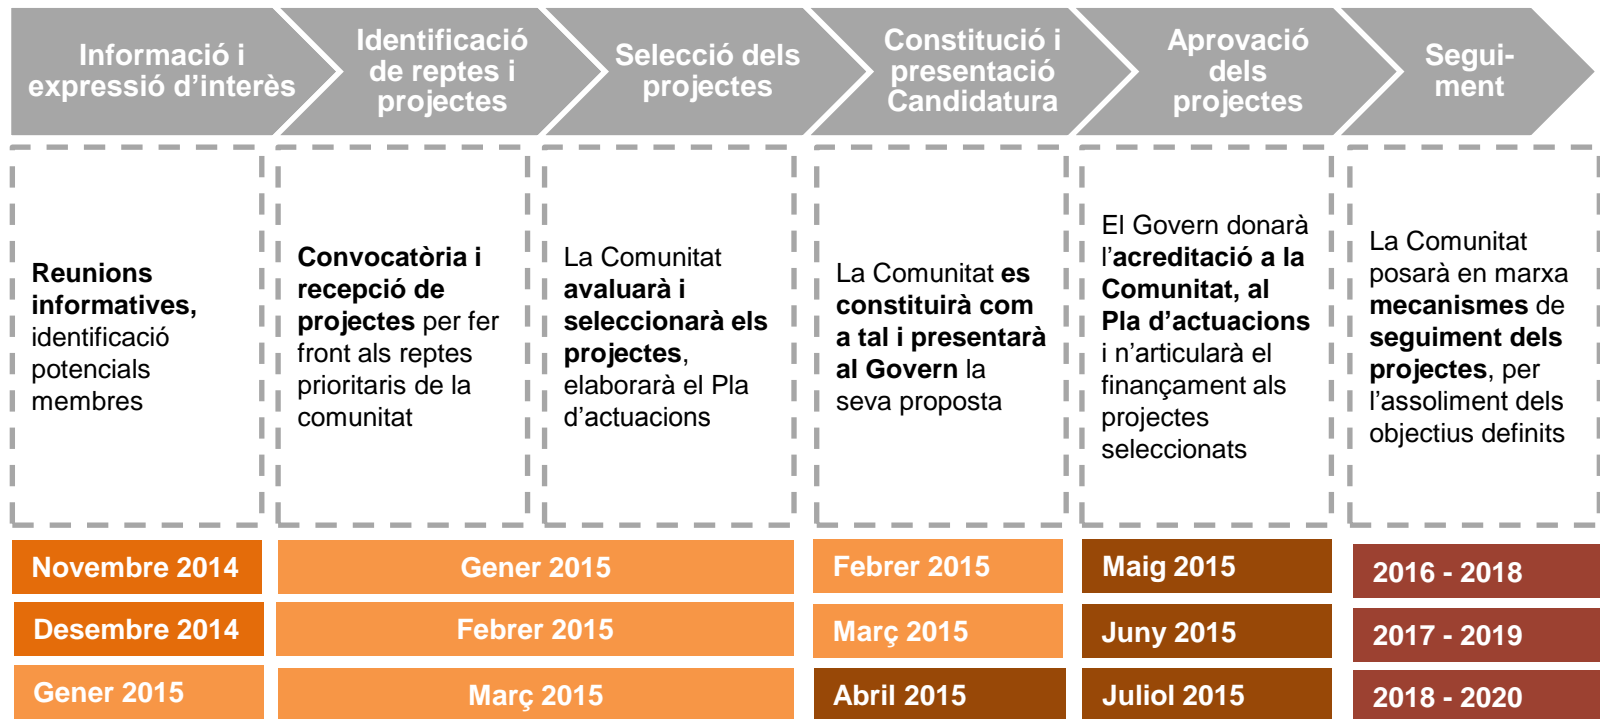 Informació i
expressió d’interès
Identificació
de reptes i
projectes
Selecció dels
projectes
Constitució i
presentació
Candidatura
Aprovació
dels
projectes
Segui-
ment
Reunions
informatives,
identificació
potencials
membres
Convocatòria i
recepció de
projectes per fer
front als reptes
prioritaris de la
comunitat
La Comunitat
avaluarà i
seleccionarà els
projectes,
elaborarà el Pla
d’actuacions
La Comunitat es
constituirà com
a tal i presentarà
al Govern la
seva proposta
El Govern donarà
l’acreditació a la
Comunitat, al
Pla d’actuacions
i n’articularà el
finançament als
projectes
seleccionats
La Comunitat
posarà en marxa
mecanismes de
seguiment dels
projectes, per
l’assoliment dels
objectius definits
Novembre 2014
Gener 2015
Febrer 2015
Maig 2015
2016 - 2018
Desembre 2014
Febrer 2015
Març 2015
Juny 2015
2017 - 2019
Gener 2015
Març 2015
Abril 2015
Juliol 2015
2018 - 2020